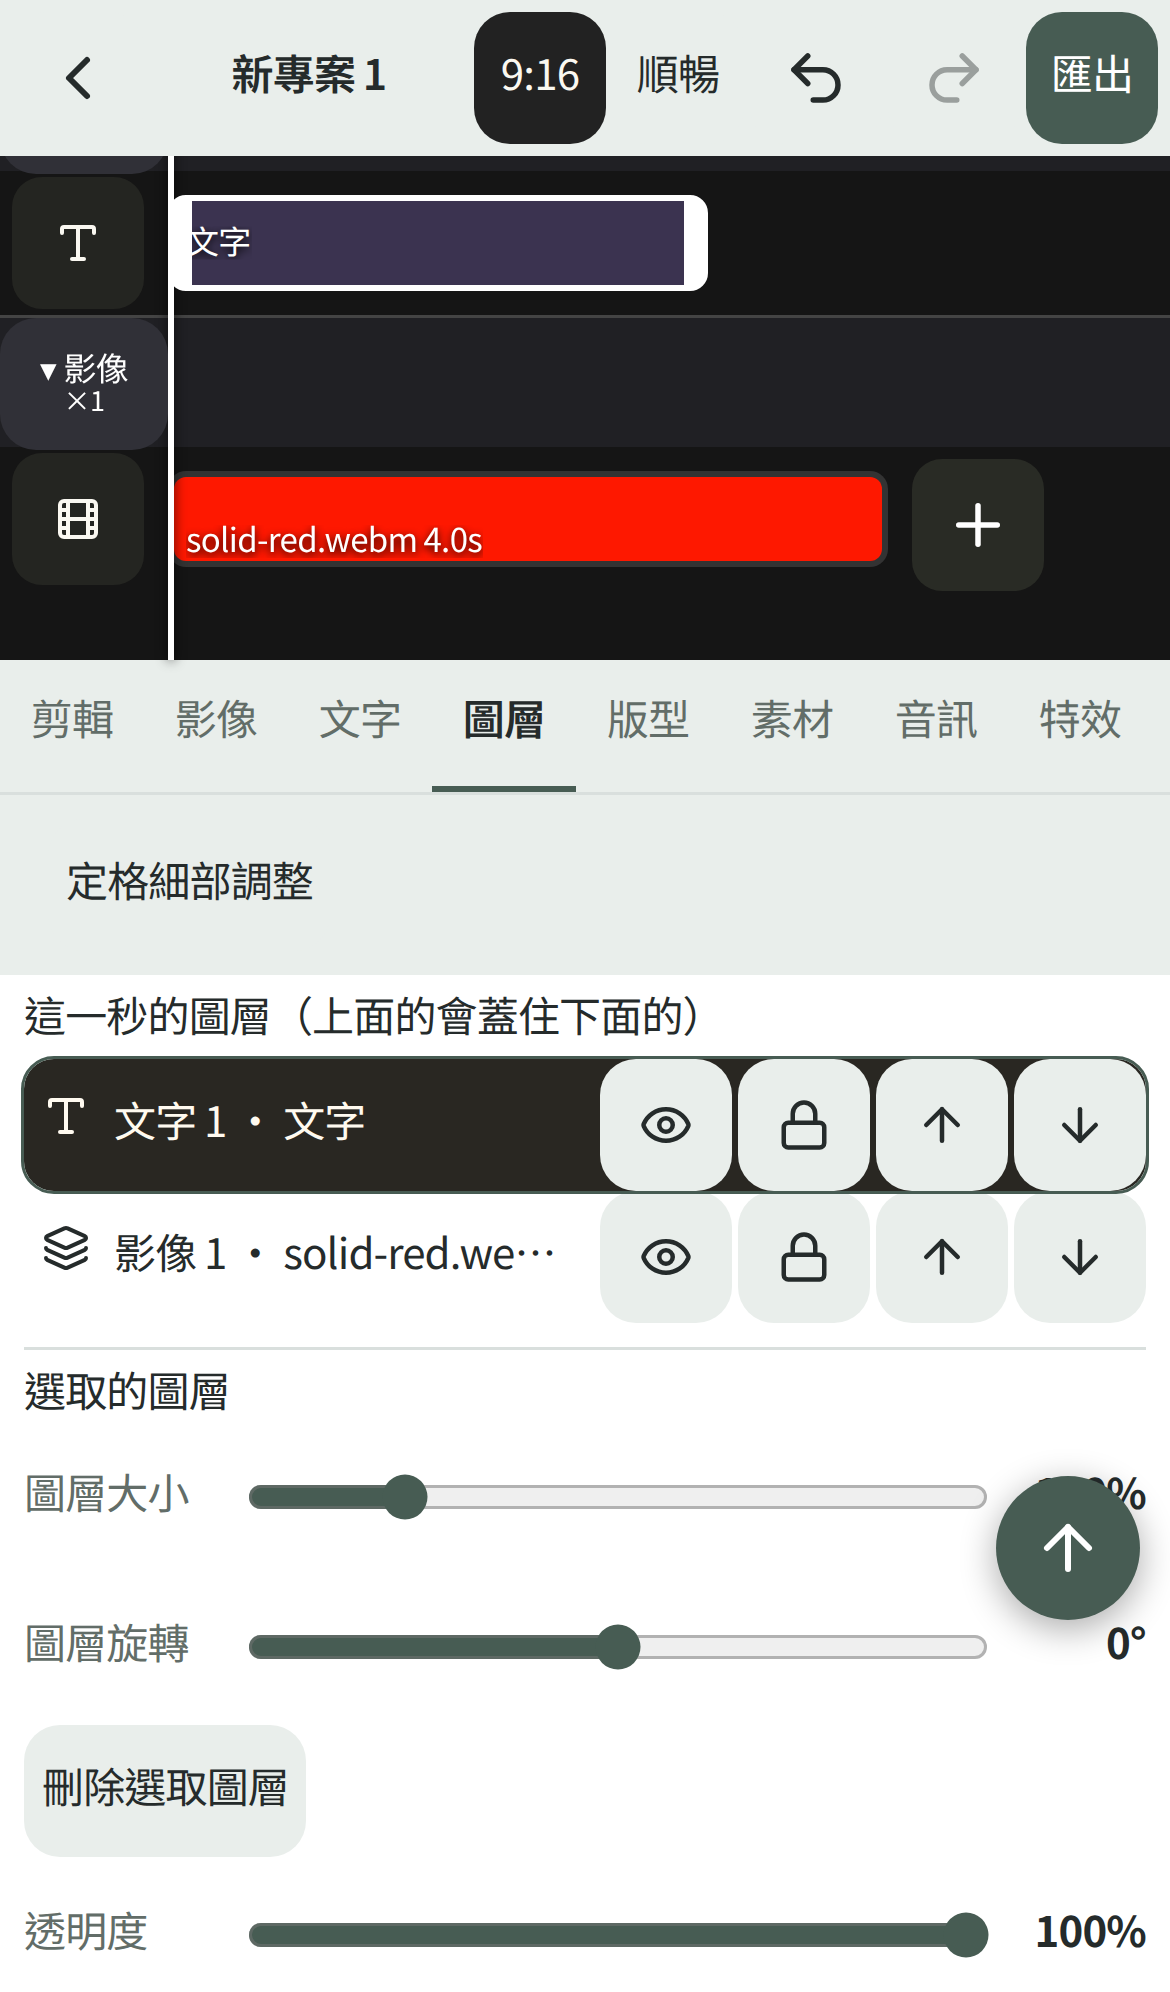 新專案 1
9:16
順暢
匯出
文字
▾ 影像
×1
solid-red.webm 4.0s
剪輯
影像
文字
圖層
版型
素材
音訊
特效
定格細部調整
這一秒的圖層（上面的會蓋住下面的）
文字 1 · 文字
影像 1 · solid-red.we…
選取的圖層
圖層大小
%
圖層旋轉
0°
刪除選取圖層
透明度
100%